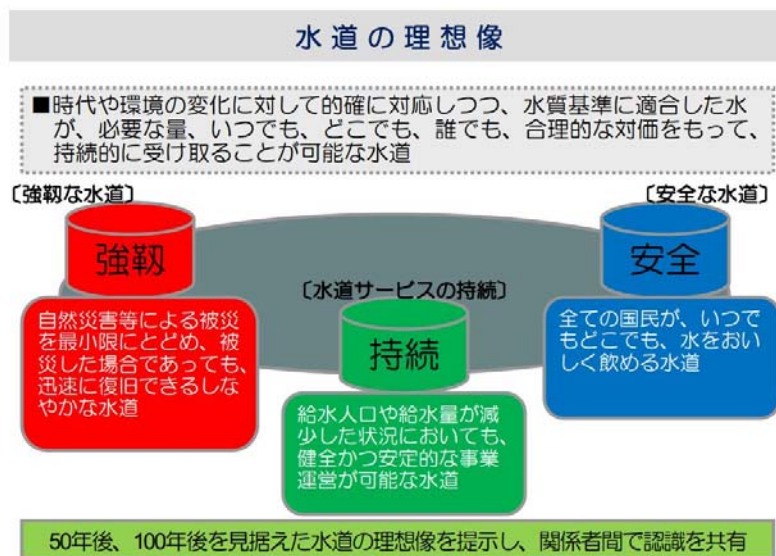 水道の理想像
■時代や環境の変化に対して的確に対応しつつ、水質基準に適合した水
が、必要な量、いつでも、どこでも、誰でも、合理的な対価をもって、
持続的に受け取ることが可能な水道
〔強靱な水道〕
〔安全な水道〕
強靱
安全
〔水道サービスの持続〕
持続
自然災害等による被災
を最小限にとどめ、被
災した場合であっても、
迅速に復旧できるしな
やかな水道
給水人口や給水量が減
少した状況においても、
健全かつ安定的な事業
運営が可能な水道
全ての国民が、いつで
もどこでも、水をおい
しく飲める水道
50年後、100年後を見据えた水道の理想像を提示し、関係者間で認識を共有